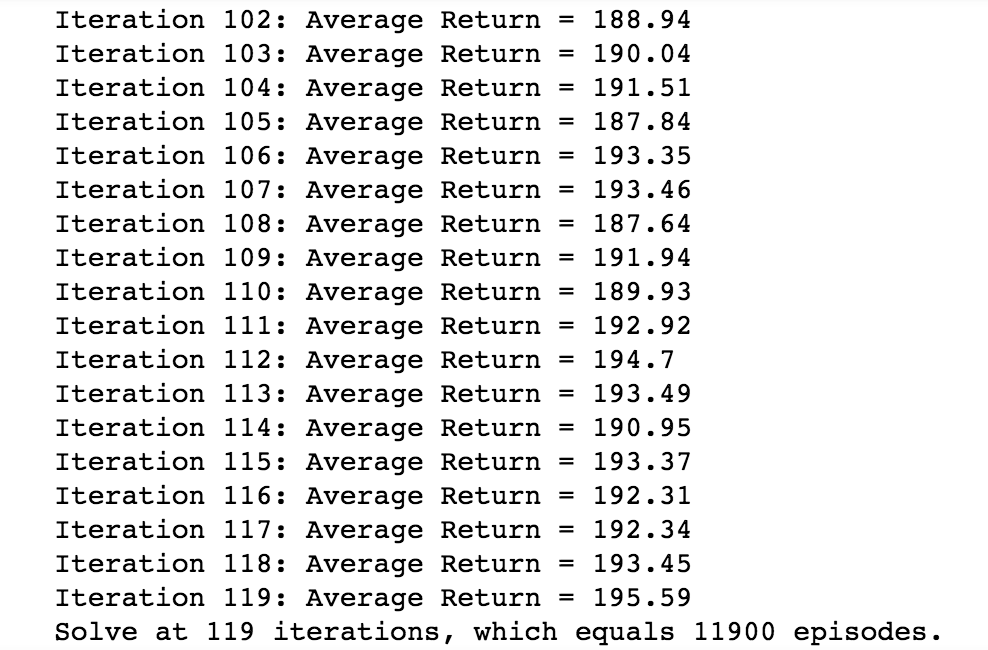 Iteration 102: Average Return = 188.94
Iteration 103: Average Return = 190.04
Iteration 104: Average Return = 191.51
Iteration 105: Average Return = 187.84
Iteration 106: Average Return = 193.35
Iteration 107: Average Return = 193.46
Iteration 108: Average Return = 187.64
Iteration 109: Average Return = 191.94
Iteration 110: Average Return = 189.93
Iteration 111: Average Return = 192.92
Iteration 112: Average Return = 194.7
Iteration 113: Average Return = 193.49
Iteration 114: Average Return = 190.95
Iteration 115: Average Return = 193.37
Iteration 116: Average Return = 192.31
Iteration 117: Average Return = 192.34
Iteration 118: Average Return = 193.45
Iteration 119: Average Return = 195.59
Solve at 119 iterations, which equals 11900 episodes.